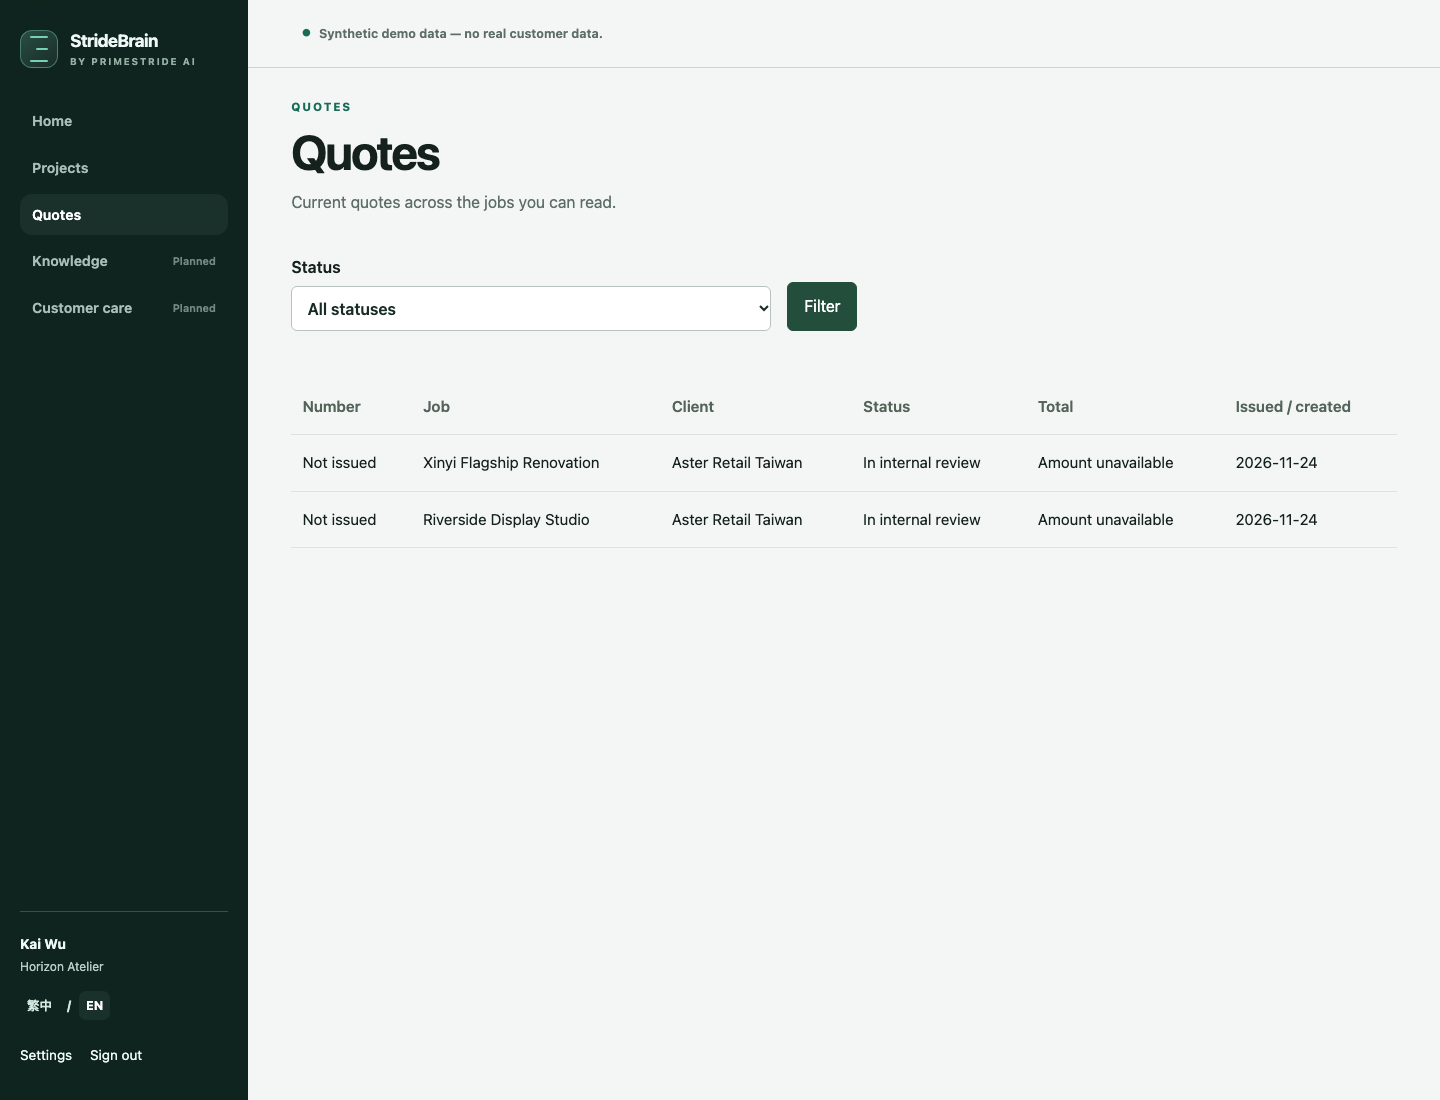 StrideBrain
BY PRIMESTRIDE AI
Home
Projects
Quotes
Knowledge Planned
Customer care Planned
Kai Wu
Horizon Atelier
繁中 / EN
Settings Sign out
Synthetic demo data — no real customer data.
QUOTES
Quotes
Current quotes across the jobs you can read.
Status
All statuses Filter
Number Job Client Status Total Issued / created
Not issued Xinyi Flagship Renovation Aster Retail Taiwan In internal review Amount unavailable 2026-11-24
Not issued Riverside Display Studio Aster Retail Taiwan In internal review Amount unavailable 2026-11-24